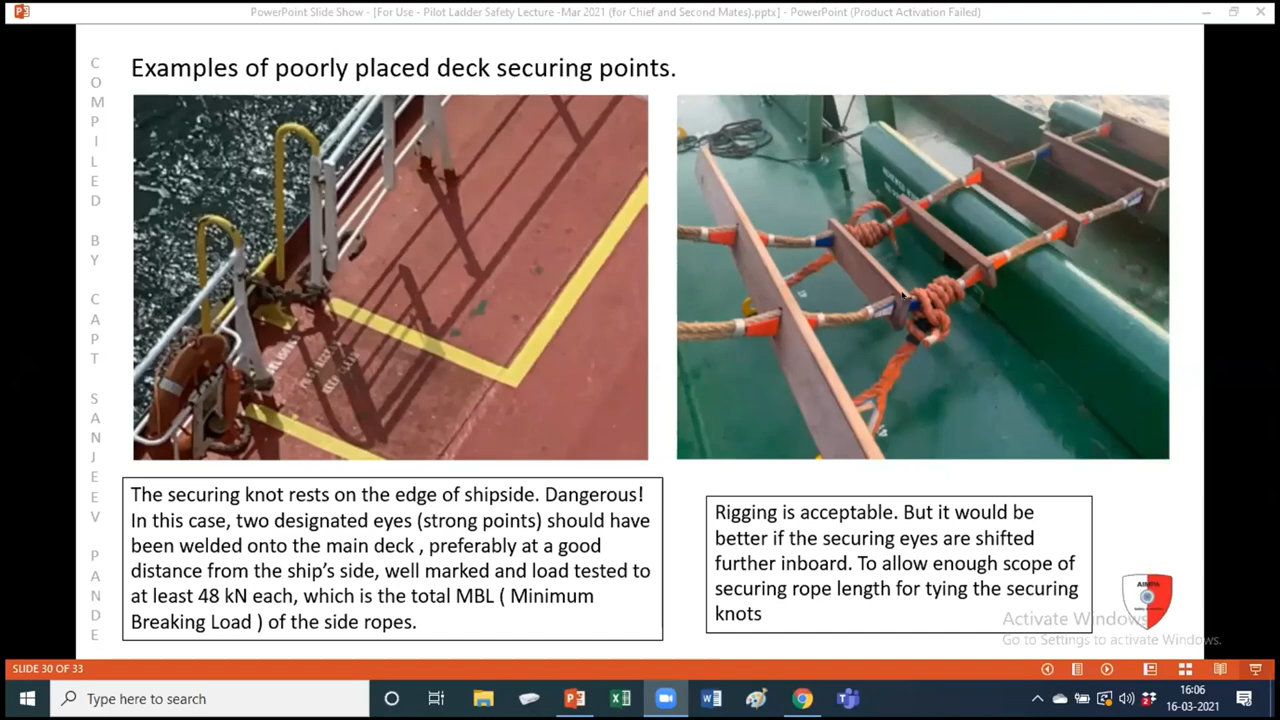 PowerPoint Slide Show - [For Use - Pilot Ladder Safety Lecture -Mar 2021 (for Chief and Second Mates).pptx] - PowerPoint (Product Activation Failed)
COMPILED BY CAPT SANJEEV PANDE
Examples of poorly placed deck securing points.
The securing knot rests on the edge of shipside. Dangerous!
In this case, two designated eyes (strong points) should have
been welded onto the main deck , preferably at a good
distance from the ship's side, well marked and load tested to
at least 48 kN each, which is the total MBL ( Minimum
Breaking Load ) of the side ropes.
Rigging is acceptable. But it would be
better if the securing eyes are shifted
further inboard. To allow enough scope of
securing rope length for tying the securing
knots
AIMPA
Activate Windows
Go to Settings to activate Windows.
SLIDE 30 OF 33
Type here to search
16:06
16-03-2021